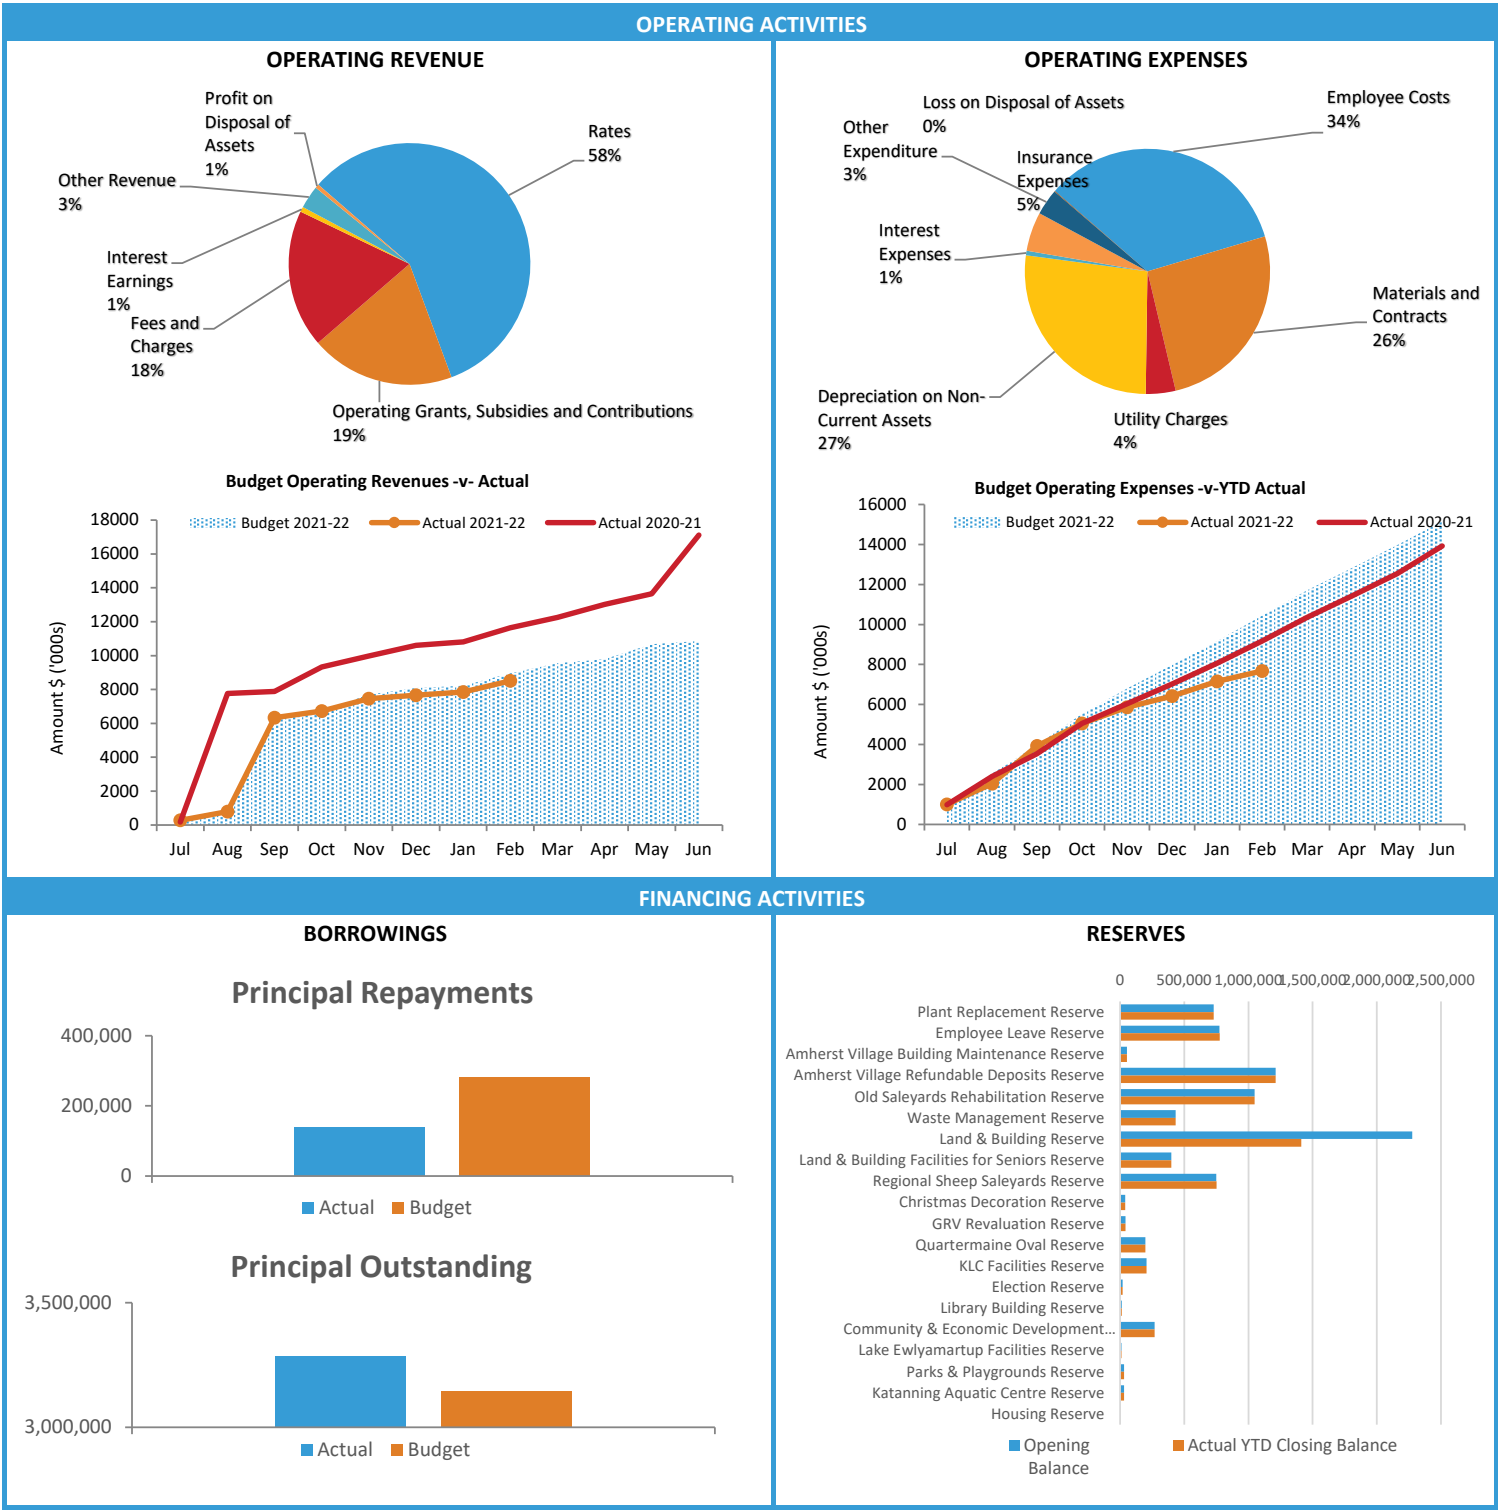 OPERATING ACTIVITIES
OPERATING REVENUE
Profit on
Disposal of
Assets
1%
Rates
58%
Other Revenue
3%
Interest
Earnings
1%
Fees and
Charges
18%
Operating Grants, Subsidies and Contributions
19%
OPERATING EXPENSES
Loss on Disposal of Assets
0%
Employee Costs
34%
Other
Expenditure
3%
Insurance
Expenses
5%
Interest
Expenses
1%
Materials and
Contracts
26%
Depreciation on Non-
Current Assets
27%
Utility Charges
4%
Budget Operating Revenues -v- Actual
Budget 2021-22 Actual 2021-22 Actual 2020-21
Amount $ ('000s)
18000
16000
14000
12000
10000
8000
6000
4000
2000
0
Jul Aug Sep Oct Nov Dec Jan Feb Mar Apr May Jun
Budget Operating Expenses -v-YTD Actual
Budget 2021-22 Actual 2021-22 Actual 2020-21
Amount $ ('000s)
16000
14000
12000
10000
8000
6000
4000
2000
0
Jul Aug Sep Oct Nov Dec Jan Feb Mar Apr May Jun
FINANCING ACTIVITIES
BORROWINGS
Principal Repayments
400,000
200,000
0
Actual Budget
Principal Outstanding
3,500,000
3,000,000
Actual Budget
RESERVES
0 500,000 1,000,000 1,500,000 2,000,000 2,500,000
Plant Replacement Reserve
Employee Leave Reserve
Amherst Village Building Maintenance Reserve
Amherst Village Refundable Deposits Reserve
Old Saleyards Rehabilitation Reserve
Waste Management Reserve
Land & Building Reserve
Land & Building Facilities for Seniors Reserve
Regional Sheep Saleyards Reserve
Christmas Decoration Reserve
GRV Revaluation Reserve
Quartermaine Oval Reserve
KLC Facilities Reserve
Election Reserve
Library Building Reserve
Community & Economic Development...
Lake Ewlyamartup Facilities Reserve
Parks & Playgrounds Reserve
Katanning Aquatic Centre Reserve
Housing Reserve
Opening
Balance
Actual YTD Closing Balance